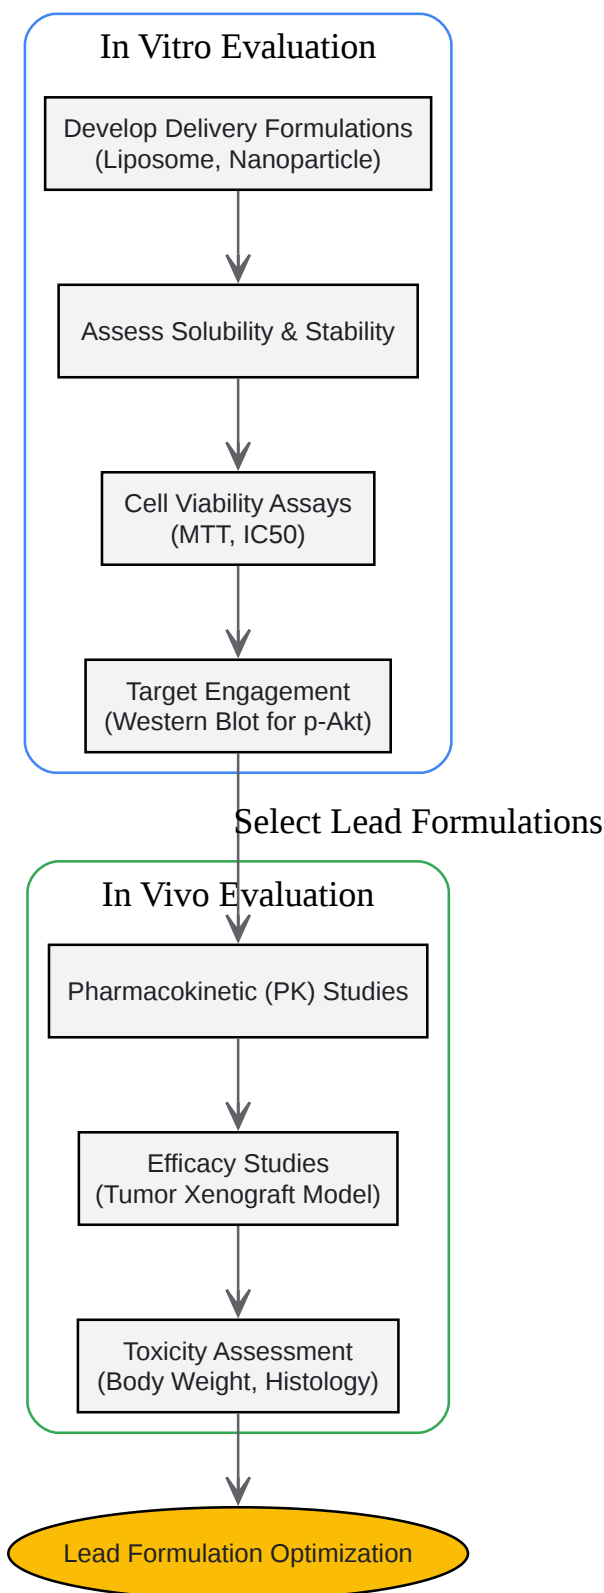 In Vitro Evaluation
Develop Delivery Formulations
(Liposome, Nanoparticle)
Assess Solubility & Stability
Cell Viability Assays
(MTT, IC50)
Target Engagement
(Western Blot for p-Akt)
Select Lead Formulations
In Vivo Evaluation
Pharmacokinetic (PK) Studies
Efficacy Studies
(Tumor Xenograft Model)
Toxicity Assessment
(Body Weight, Histology)
Lead Formulation Optimization